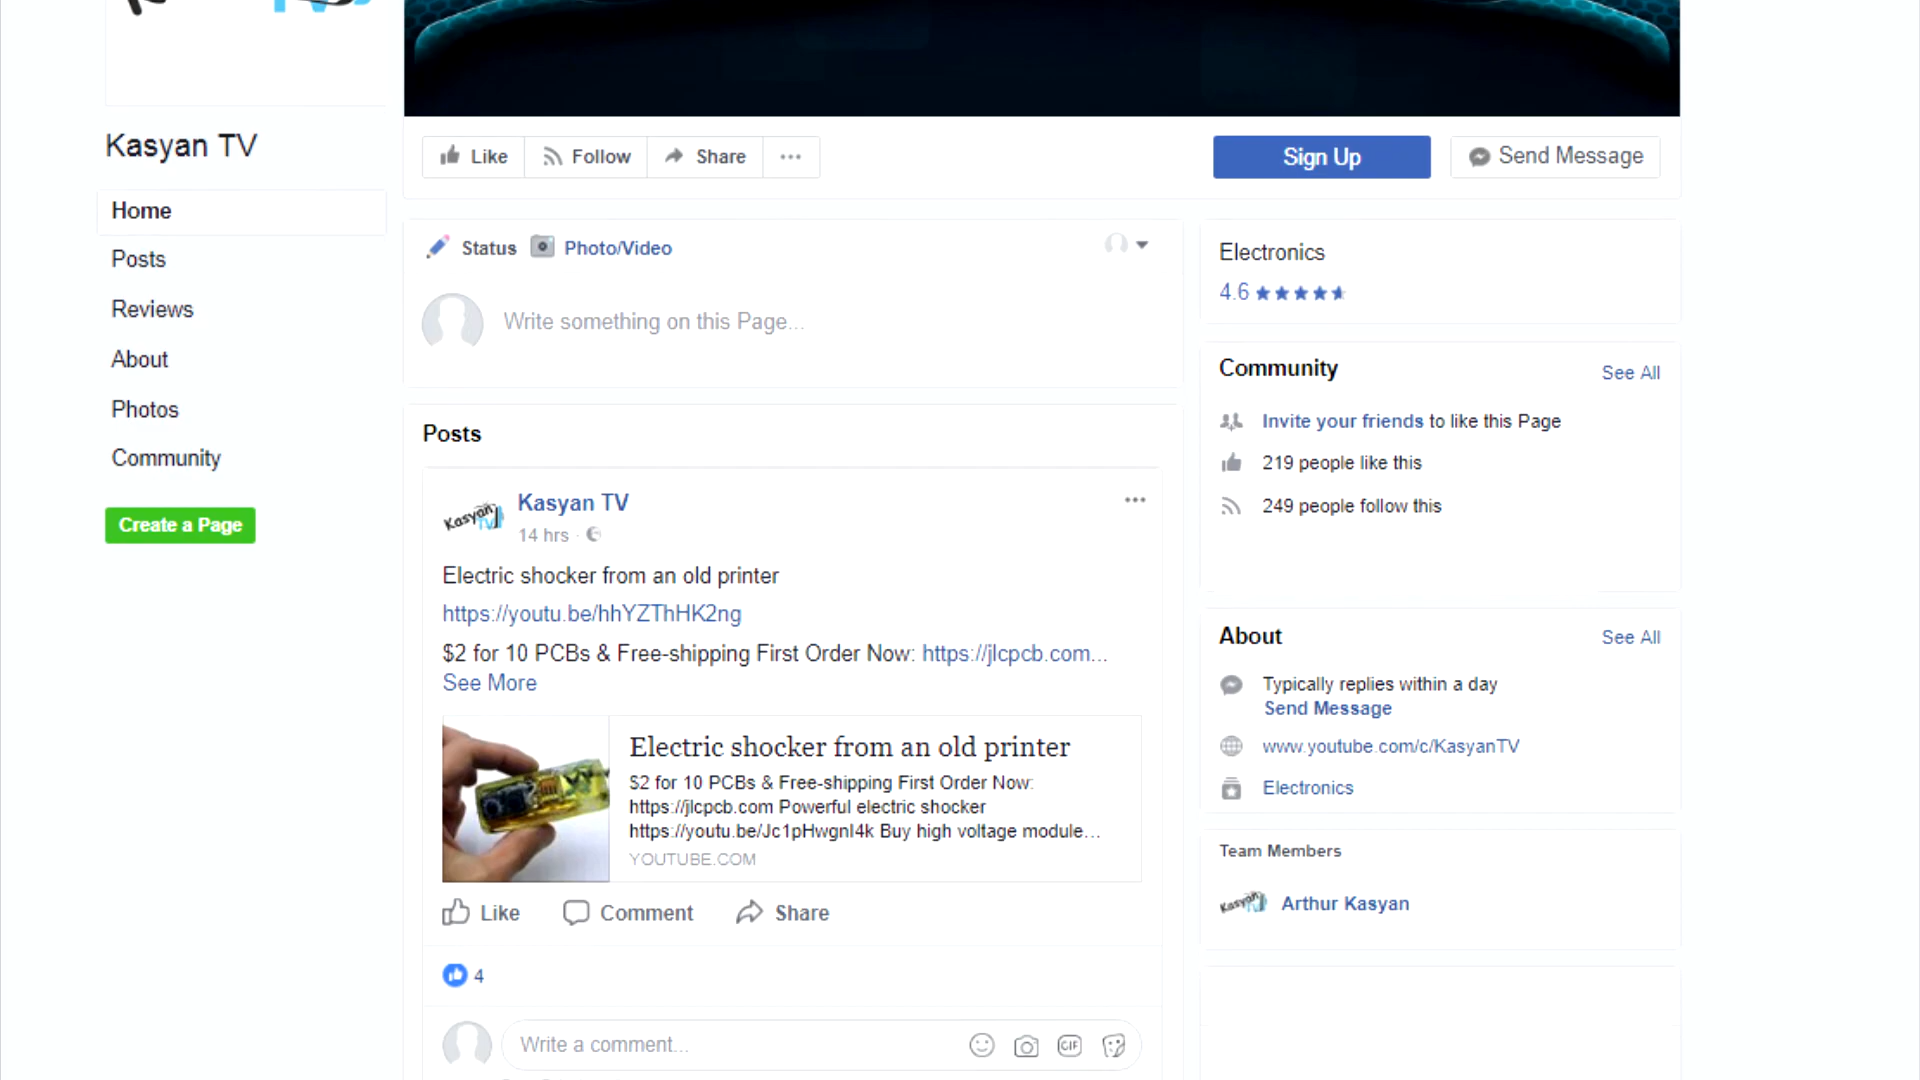 Kasyan TV
Home
Posts
Reviews
About
Photos
Community
Create a Page
Like
Follow
Share
Sign Up
Send Message
Status
Photo/Video
Write something on this Page...
Posts
Kasyan TV
Kasyan TV
14 hrs
Electric shocker from an old printer
https://youtu.be/hhYZThHK2ng
$2 for 10 PCBs & Free-shipping First Order Now: https://jlcpcb.com...
See More
Electric shocker from an old printer
$2 for 10 PCBs & Free-shipping First Order Now:
https://jlcpcb.com Powerful electric shocker
https://youtu.be/Jc1pHwgnI4k Buy high voltage module...
YOUTUBE.COM
Like
Comment
Share
4
Write a comment...
GIF
Electronics
4.6
Community
See All
Invite your friends to like this Page
219 people like this
249 people follow this
About
See All
Typically replies within a day
Send Message
www.youtube.com/c/KasyanTV
Electronics
Team Members
Kasyan TV
Arthur Kasyan